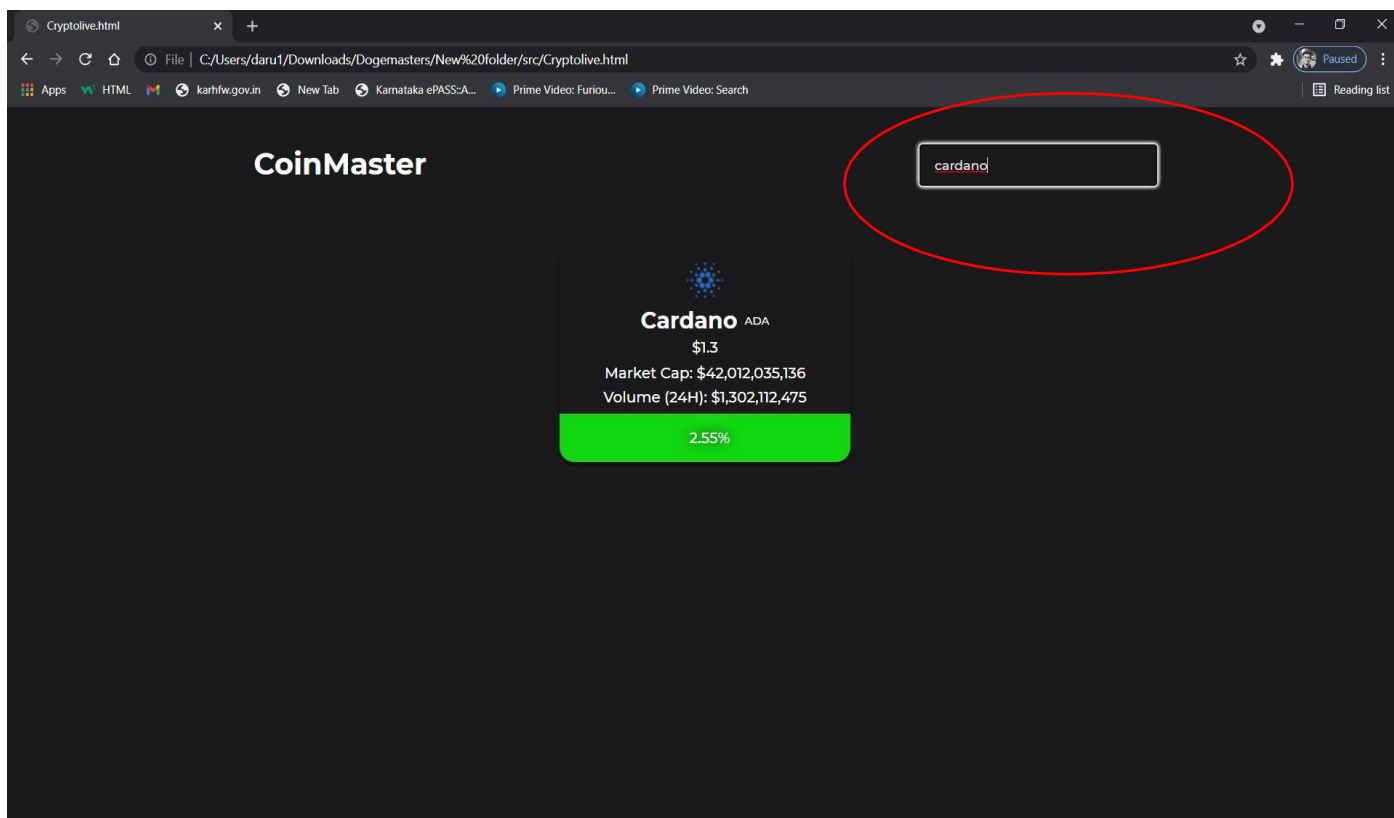 Cryptolive.html
File | C:/Users/daru1/Downloads/Dogemasters/New%20folder/src/Cryptolive.html
Paused
Apps HTML karhfw.gov.in New Tab Karnataka ePASS::A... Prime Video: Furiou... Prime Video: Search Reading list
CoinMaster
cardano
Cardano ADA
$1.3
Market Cap: $42,012,035,136
Volume (24H): $1,302,112,475
2.55%